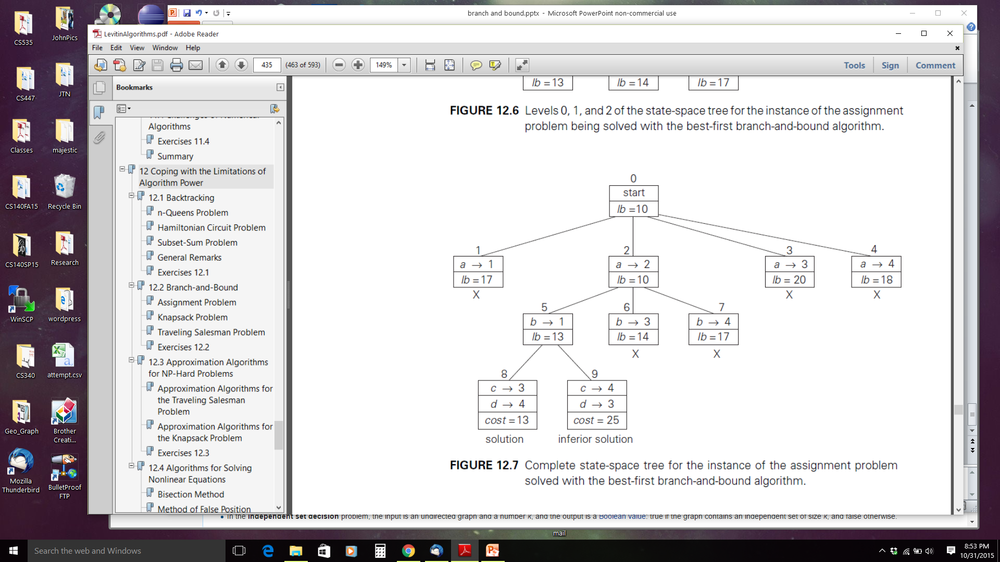 branch and bound.pptx - Microsoft PowerPoint non-commercial use
LevitinAlgorithms.pdf - Adobe Reader
File Edit View Window Help
435 (463 of 593) 149% Tools Sign Comment
Bookmarks
Algorithms
Exercises 11.4
Summary
12 Coping with the Limitations of
Algorithm Power
12.1 Backtracking
n-Queens Problem
Hamiltonian Circuit Problem
Subset-Sum Problem
General Remarks
Exercises 12.1
12.2 Branch-and-Bound
Assignment Problem
Knapsack Problem
Traveling Salesman Problem
Exercises 12.2
12.3 Approximation Algorithms
for NP-Hard Problems
Approximation Algorithms for
the Traveling Salesman
Problem
Approximation Algorithms for
the Knapsack Problem
Exercises 12.3
12.4 Algorithms for Solving
Nonlinear Equations
Bisection Method
Method of False Position
lb = 13 lb = 14 lb = 17
FIGURE 12.6 Levels 0, 1, and 2 of the state-space tree for the instance of the assignment
problem being solved with the best-first branch-and-bound algorithm.
0
start
lb = 10
1 2 3 4
a → 1 a → 2 a → 3 a → 4
lb = 17 lb = 10 lb = 20 lb = 18
X X X
5 6 7
b → 1 b → 3 b → 4
lb = 13 lb = 14 lb = 17
X X
8 9
c → 3 c → 4
d → 4 d → 3
cost = 13 cost = 25
solution inferior solution
FIGURE 12.7 Complete state-space tree for the instance of the assignment problem
solved with the best-first branch-and-bound algorithm.
• In the independent set decision problem, the input is an undirected graph and a number k, and the output is a Boolean value: true if the graph contains an independent set of size k, and false otherwise.
CS535
JohnPics
CS447
JTN
Classes
majestic
CS140FA15
Recycle Bin
CS140SP15
Research
WinSCP
wordpress
CS340
attempt.csv
Geo_Graph
Brother
Creati...
Mozilla
Thunderbird
BulletProof
FTP
mail
Search the web and Windows
8:53 PM
10/31/2015